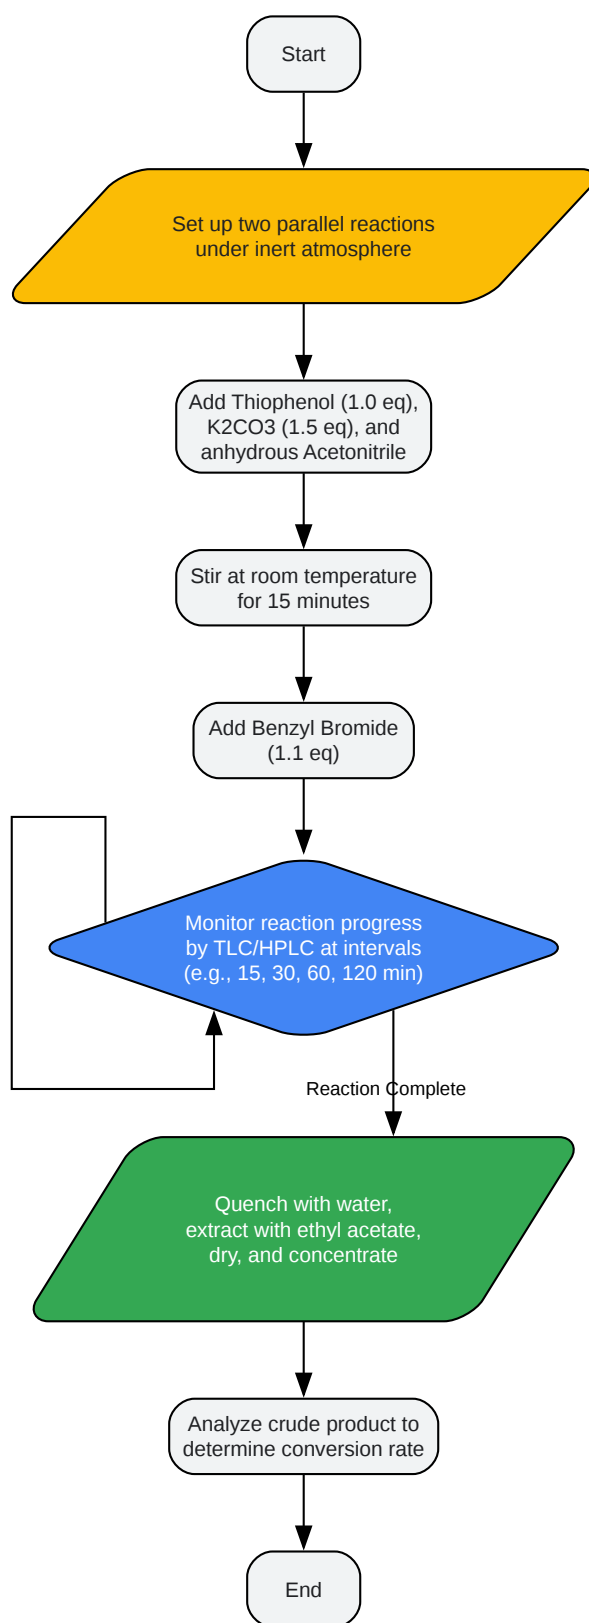 Start
Set up two parallel reactions
under inert atmosphere
Add Thiophenol (1.0 eq),
K2CO3 (1.5 eq), and
anhydrous Acetonitrile
Stir at room temperature
for 15 minutes
Add Benzyl Bromide
(1.1 eq)
Monitor reaction progress
by TLC/HPLC at intervals
(e.g., 15, 30, 60, 120 min)
Reaction Complete
Quench with water,
extract with ethyl acetate,
dry, and concentrate
Analyze crude product to
determine conversion rate
End